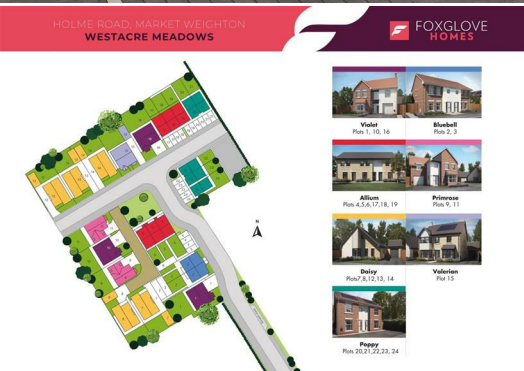 HOLME ROAD, MARKET WEIGHTON
WESTACRE MEADOWS
FOXGLOVE
HOMES
Violet
Plots 1, 10, 16
Bluebell
Plots 2, 3
Allium
Plots 4,5,6,17,18, 19
Primrose
Plots 9, 11
Daisy
Plots7,8,12,13, 14
Valerian
Plot 15
Poppy
Plots 20,21,22,23, 24
N